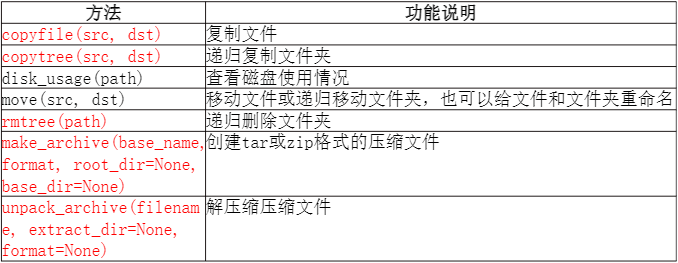 方法 功能说明
copyfile(src, dst) 复制文件
copytree(src, dst) 递归复制文件夹
disk_usage(path) 查看磁盘使用情况
move(src, dst) 移动文件或递归移动文件夹，也可以给文件和文件夹重命名
rmtree(path) 递归删除文件夹
make_archive(base_name, 创建tar或zip格式的压缩文件
format, root_dir=None,
base_dir=None)
unpack_archive(filenam 解压缩压缩文件
e, extract_dir=None,
format=None)